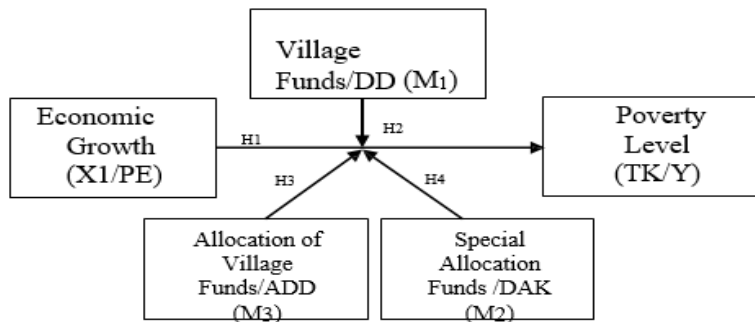 Village
Funds/DD (M1)
Economic
Growth
(X1/PE)
H1
H2
Poverty
Level
(TK/Y)
H3
H4
Allocation of
Village
Funds/ADD
(M3)
Special
Allocation
Funds /DAK
(M2)